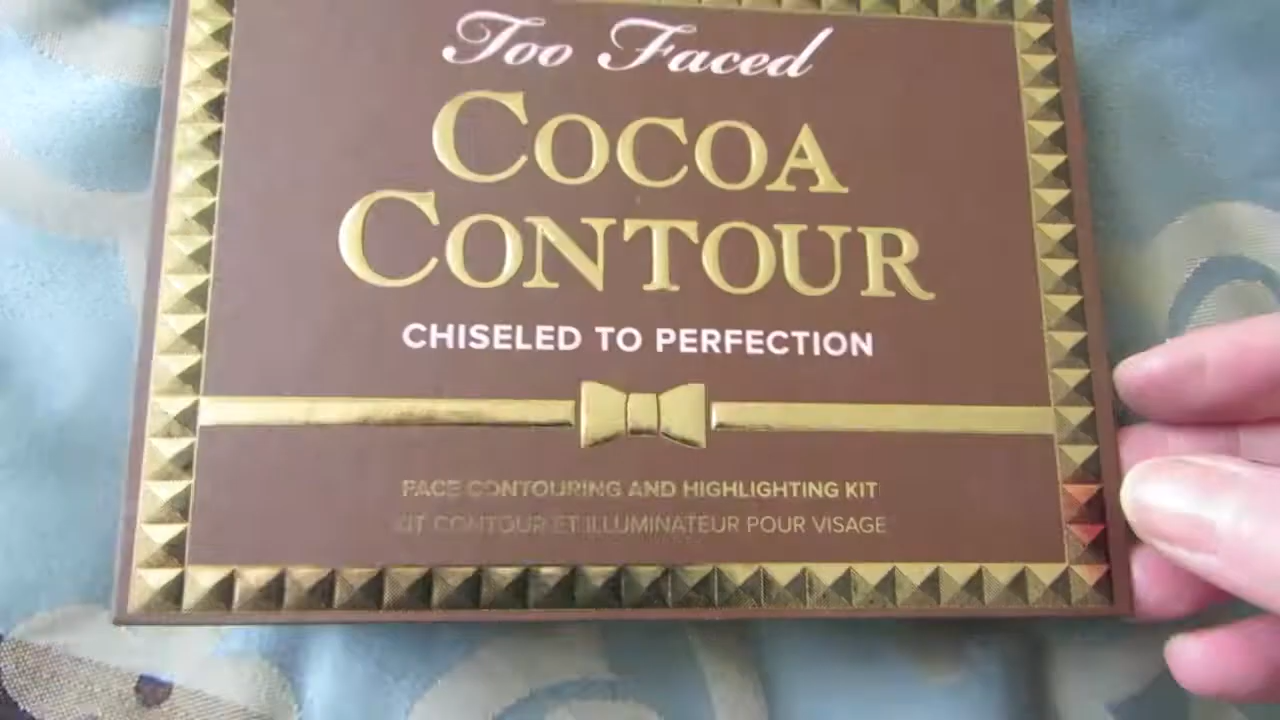 Too Faced
COCOA
CONTOUR
CHISELED TO PERFECTION
FACE CONTOURING AND HIGHLIGHTING KIT
KIT CONTOUR ET ILLUMINATEUR POUR VISAGE